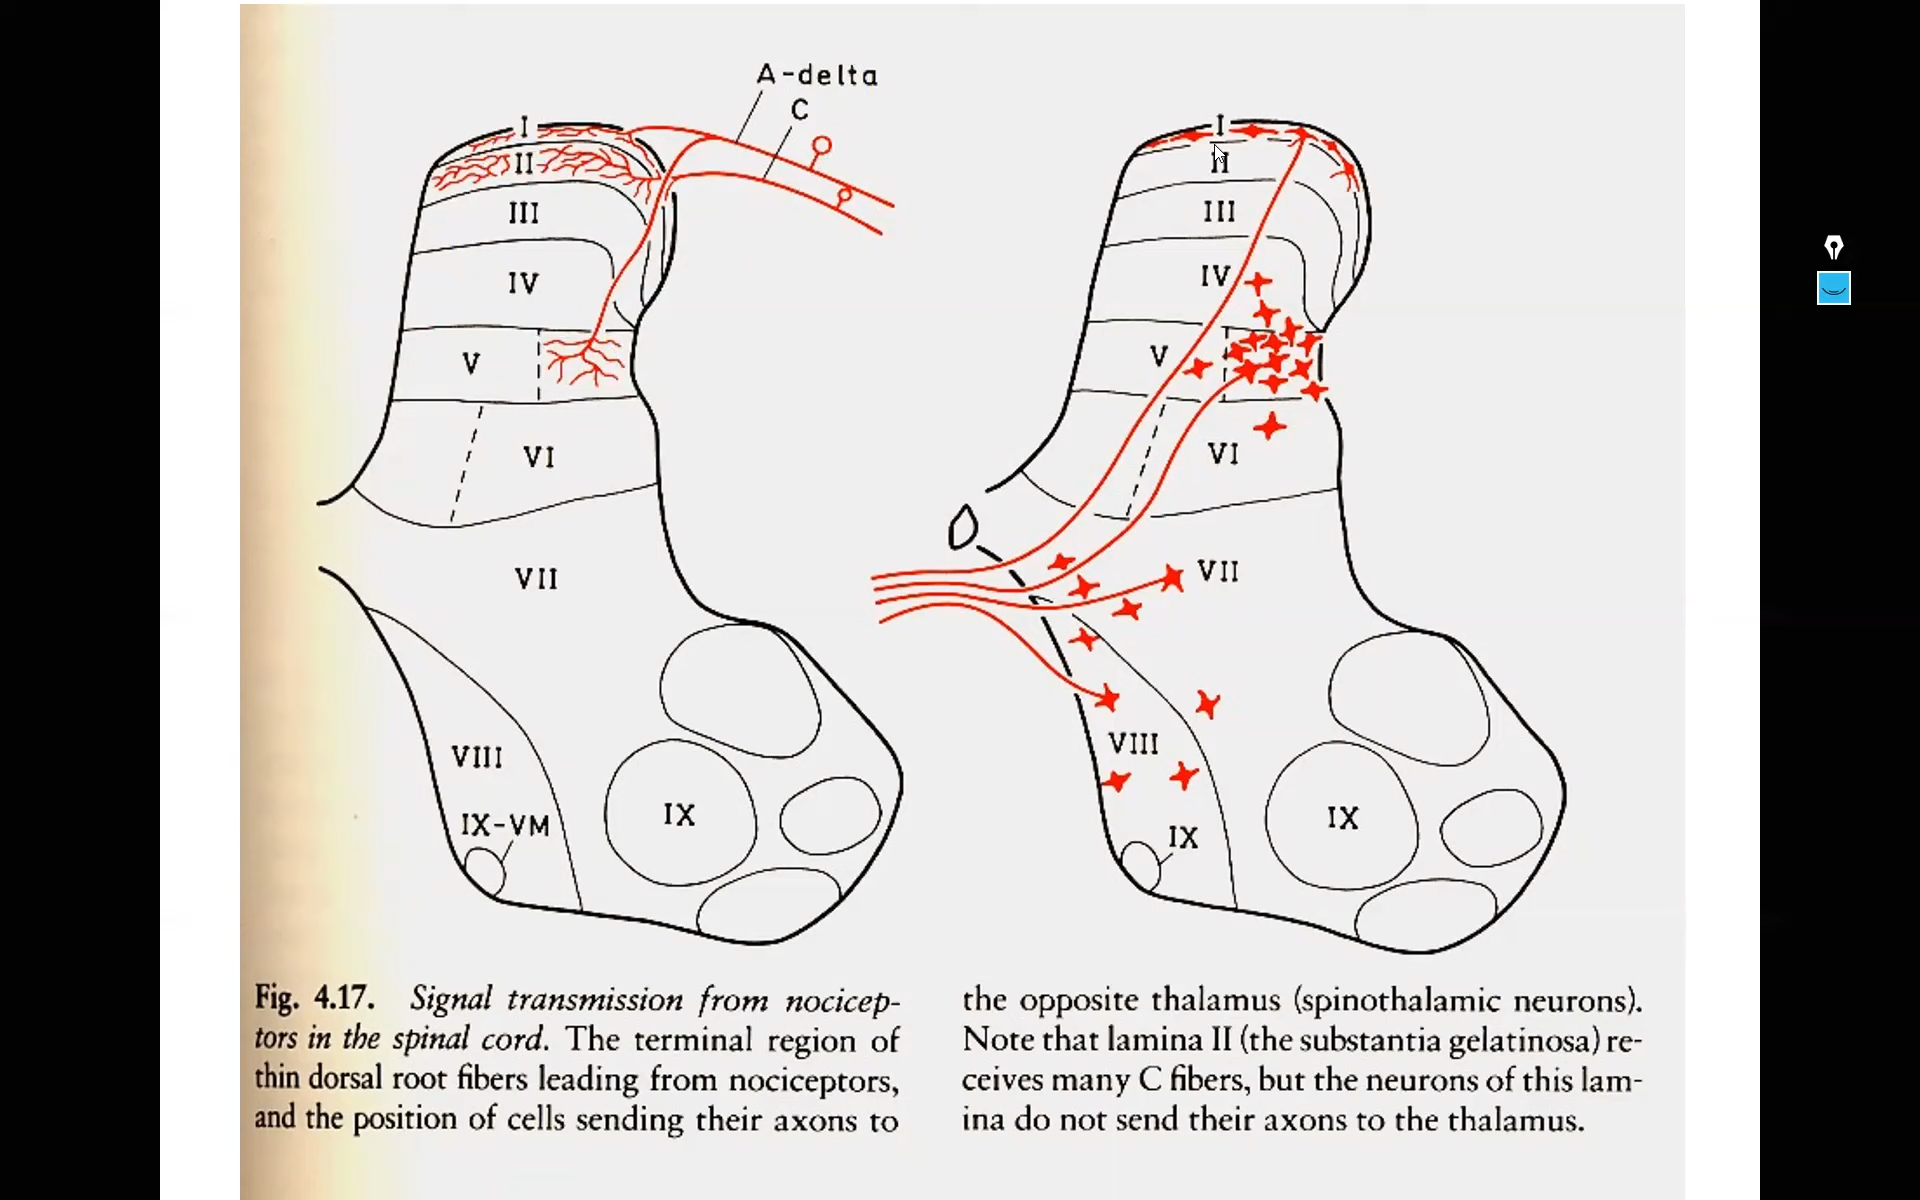 A-delta
C
I
II
III
IV
V
VI
VII
VIII
IX-VM
IX
I
II
III
IV
V
VI
VII
VIII
IX
IX
Fig. 4.17. Signal transmission from nocicep-
tors in the spinal cord. The terminal region of
thin dorsal root fibers leading from nociceptors,
and the position of cells sending their axons to
the opposite thalamus (spinothalamic neurons).
Note that lamina II (the substantia gelatinosa) re-
ceives many C fibers, but the neurons of this lam-
ina do not send their axons to the thalamus.